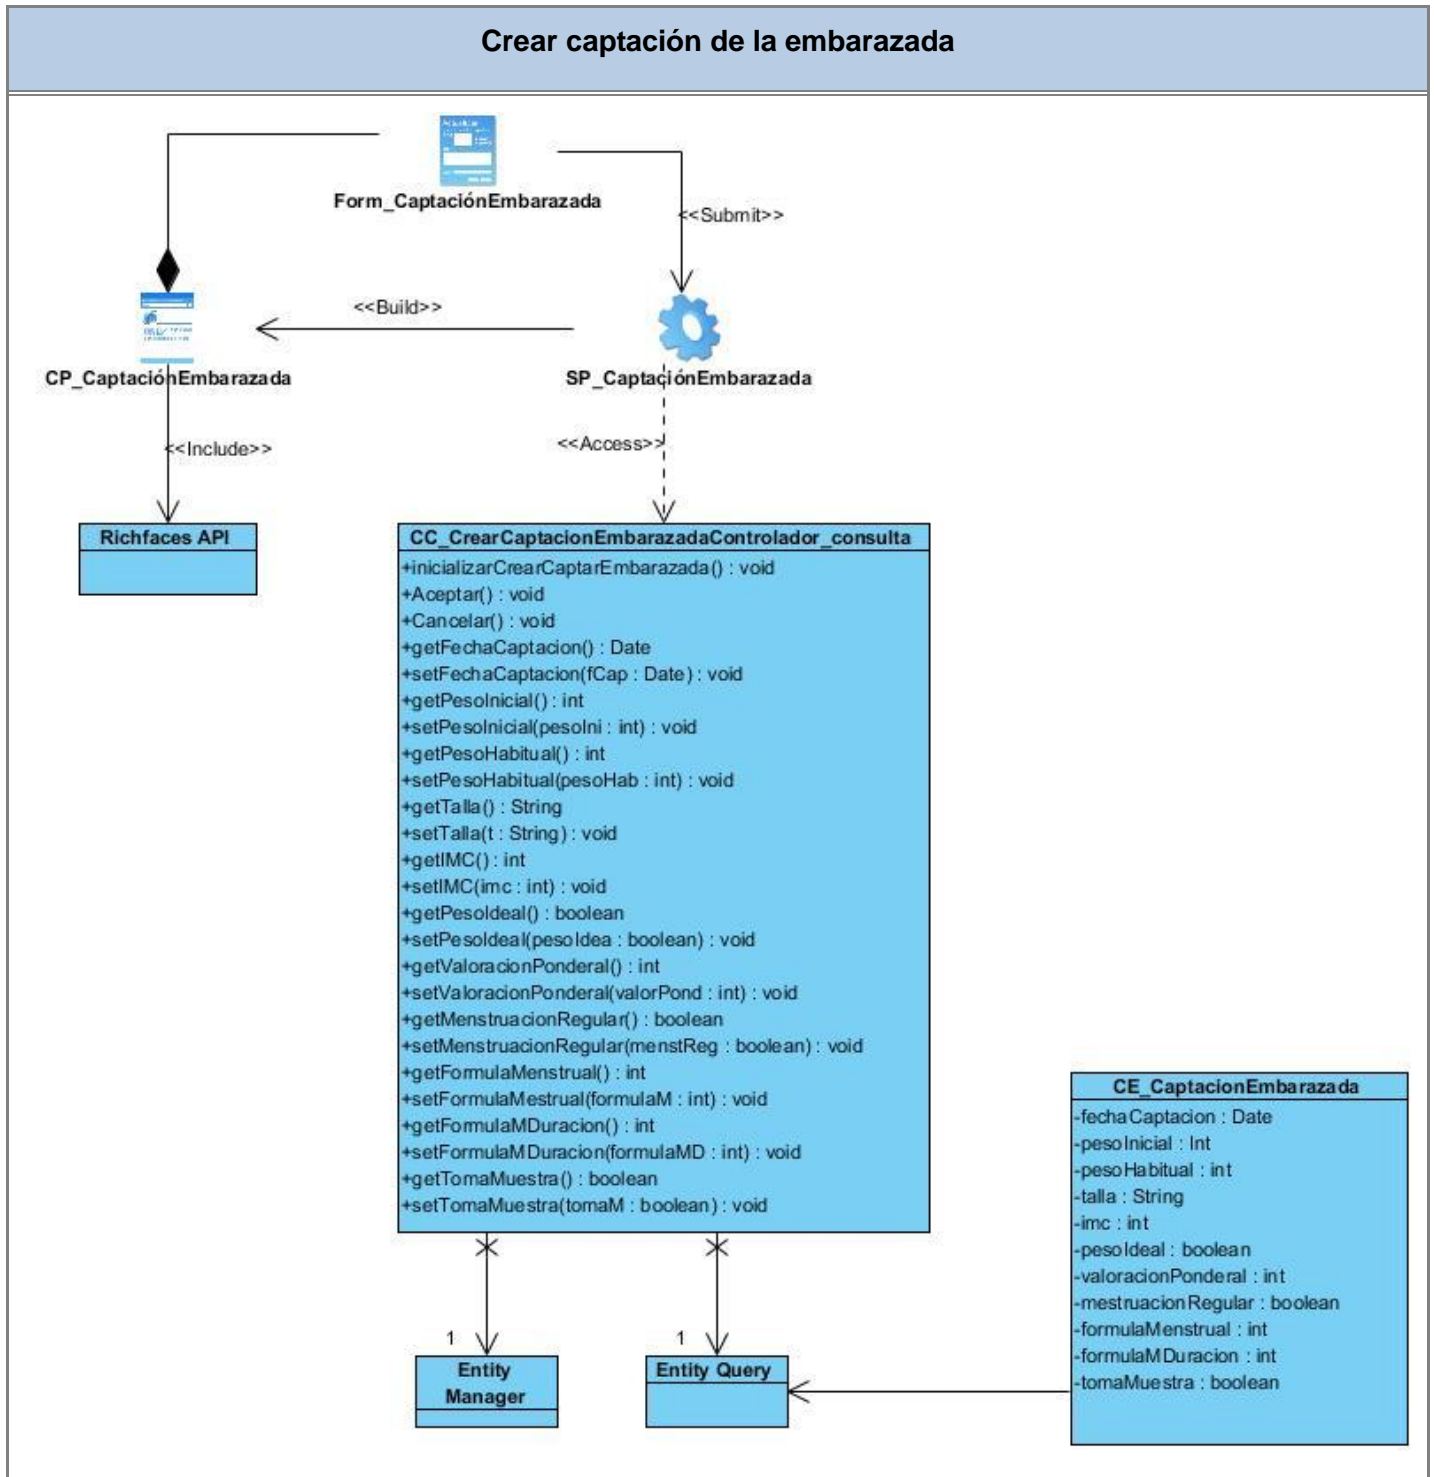 Crear captación de la embarazada
Form_CaptaciónEmbarazada
<<Submit>>
<<Build>>
CP_CaptaciónEmbarazada
SP_CaptaciónEmbarazada
<<Include>>
<<Access>>
Richfaces API
CC_CrearCaptacionEmbarazadaControlador_consulta
+inicializarCrearCaptarEmbarazada() : void
+Aceptar() : void
+Cancelar() : void
+getFechaCaptacion() : Date
+setFechaCaptacion(fCap : Date) : void
+getPesoInicial() : int
+setPesoInicial(pesoIni : int) : void
+getPesoHabitual() : int
+setPesoHabitual(pesoHab : int) : void
+getTalla() : String
+setTalla(t : String) : void
+getIMC() : int
+setIMC(imc : int) : void
+getPesoIdeal() : boolean
+setPesoIdeal(pesoIdea : boolean) : void
+getValoracionPonderal() : int
+setValoracionPonderal(valorPond : int) : void
+getMenstruacionRegular() : boolean
+setMenstruacionRegular(menstReg : boolean) : void
+getFormulaMenstrual() : int
+setFormulaMestrual(formulaM : int) : void
+getFormulaMDuracion() : int
+setFormulaMDuracion(formulaMD : int) : void
+getTomaMuestra() : boolean
+setTomaMuestra(tomaM : boolean) : void
CE_CaptacionEmbarazada
-fechaCaptacion : Date
-pesoInicial : Int
-pesoHabitual : int
-talla : String
-imc : int
-pesoIdeal : boolean
-valoracionPonderal : int
-mestruacionRegular : boolean
-formulaMenstrual : int
-formulaMDuracion : int
-tomaMuestra : boolean
1
1
Entity
Manager
Entity Query